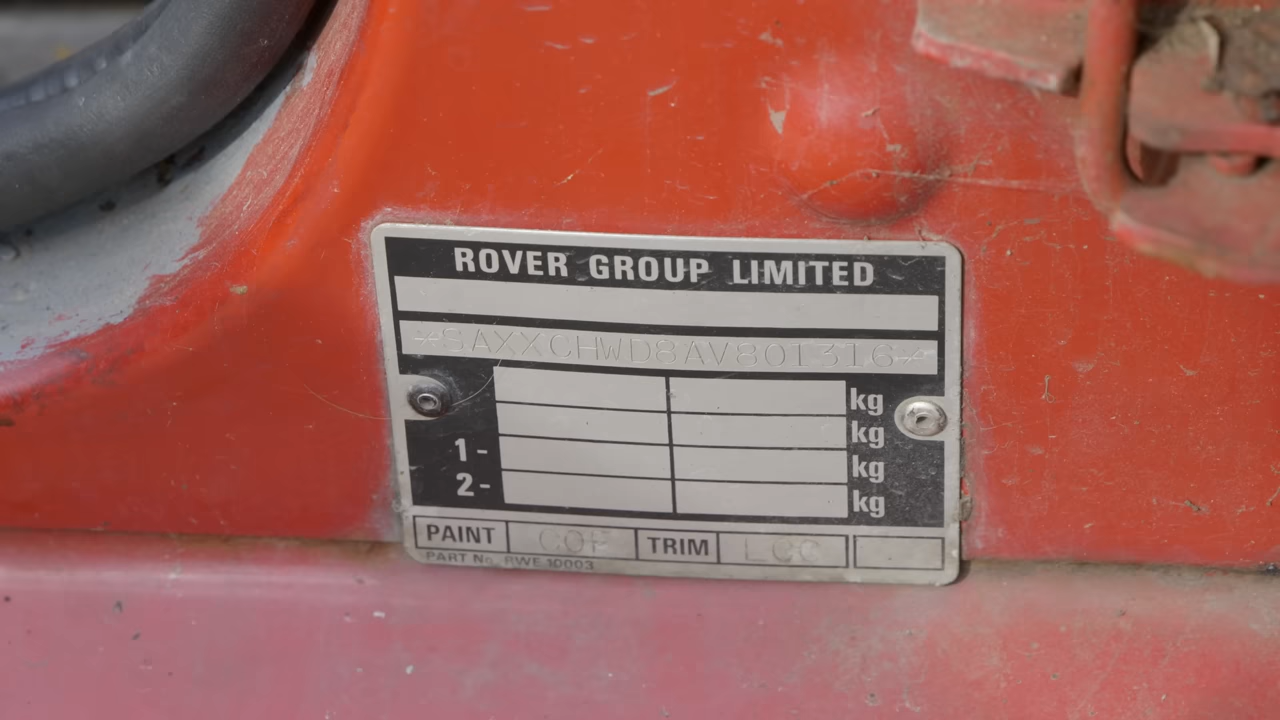 ROVER GROUP LIMITED
*SAXXCHWD8AV801316*
kg
kg
1- kg
2- kg
PAINT COF TRIM LCC
PART No. RWE 10003